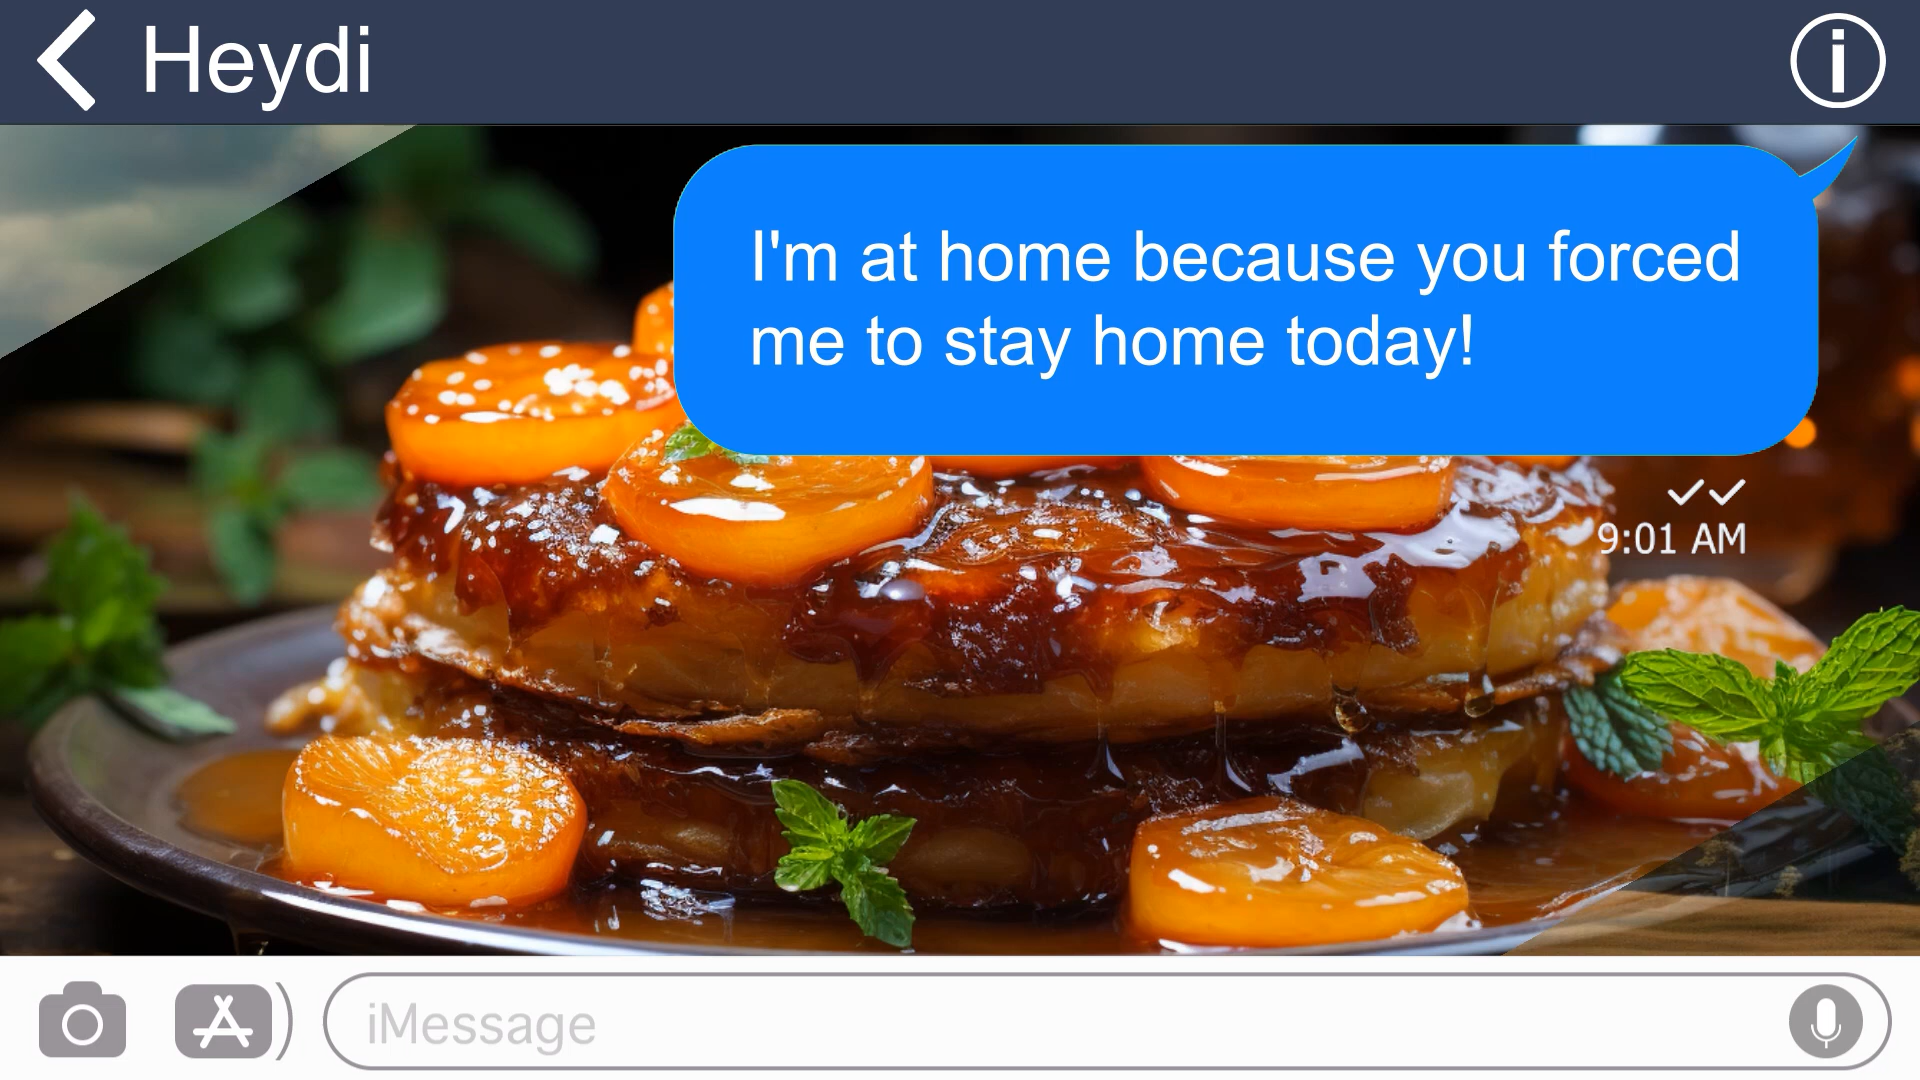 Heydi
I'm at home because you forced
me to stay home today!
9:01 AM
iMessage